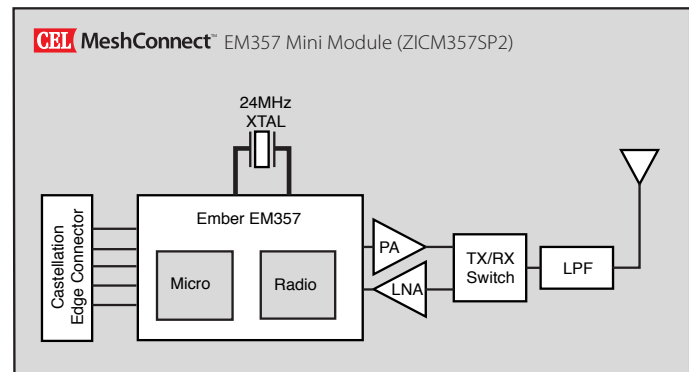 CEL MeshConnect™ EM357 Mini Module (ZICM357SP2)
24MHz
XTAL
Castellation
Edge Connector
Ember EM357
Micro
Radio
PA
LNA
TX/RX
Switch
LPF